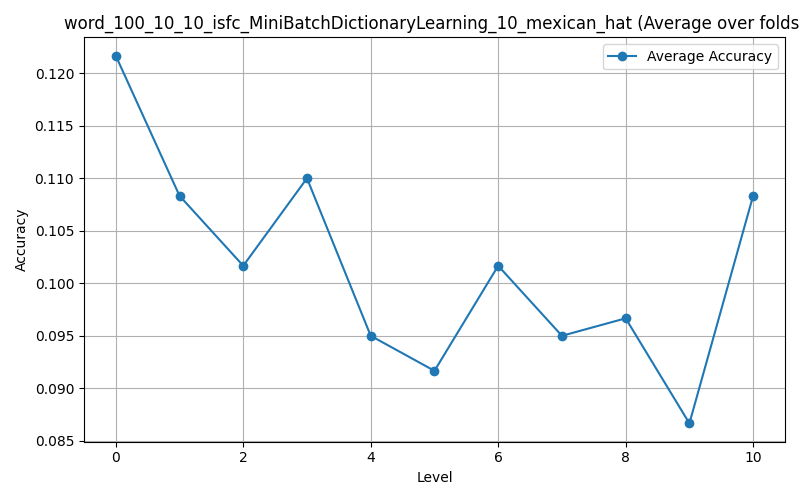 word_100_10_10_isfc_MiniBatchDictionaryLearning_10_mexican_hat (Average over folds
Average Accuracy
0.120
0.115
0.110
0.105
0.100
0.095
0.090
0.085
Accuracy
0 2 4 6 8 10
Level